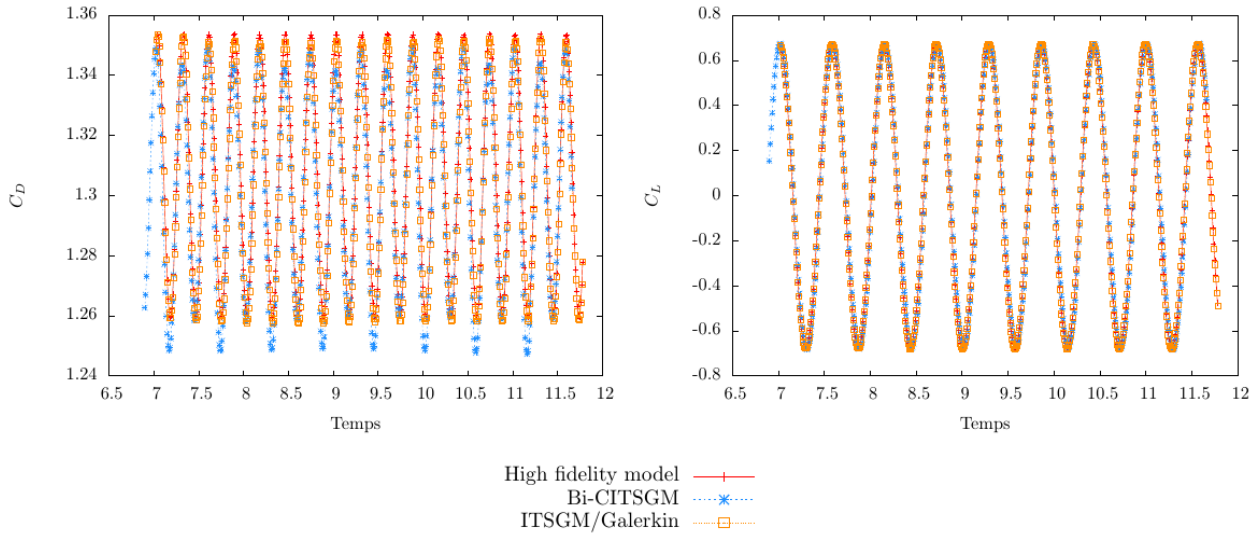 1.36
1.34
1.32
1.3
1.28
1.26
1.24
C_D
6.5 7 7.5 8 8.5 9 9.5 10 10.5 11 11.5 12
Temps
0.8
0.6
0.4
0.2
0
-0.2
-0.4
-0.6
-0.8
C_L
6.5 7 7.5 8 8.5 9 9.5 10 10.5 11 11.5 12
Temps
High fidelity model
Bi-CITSGM
ITSGM/Galerkin